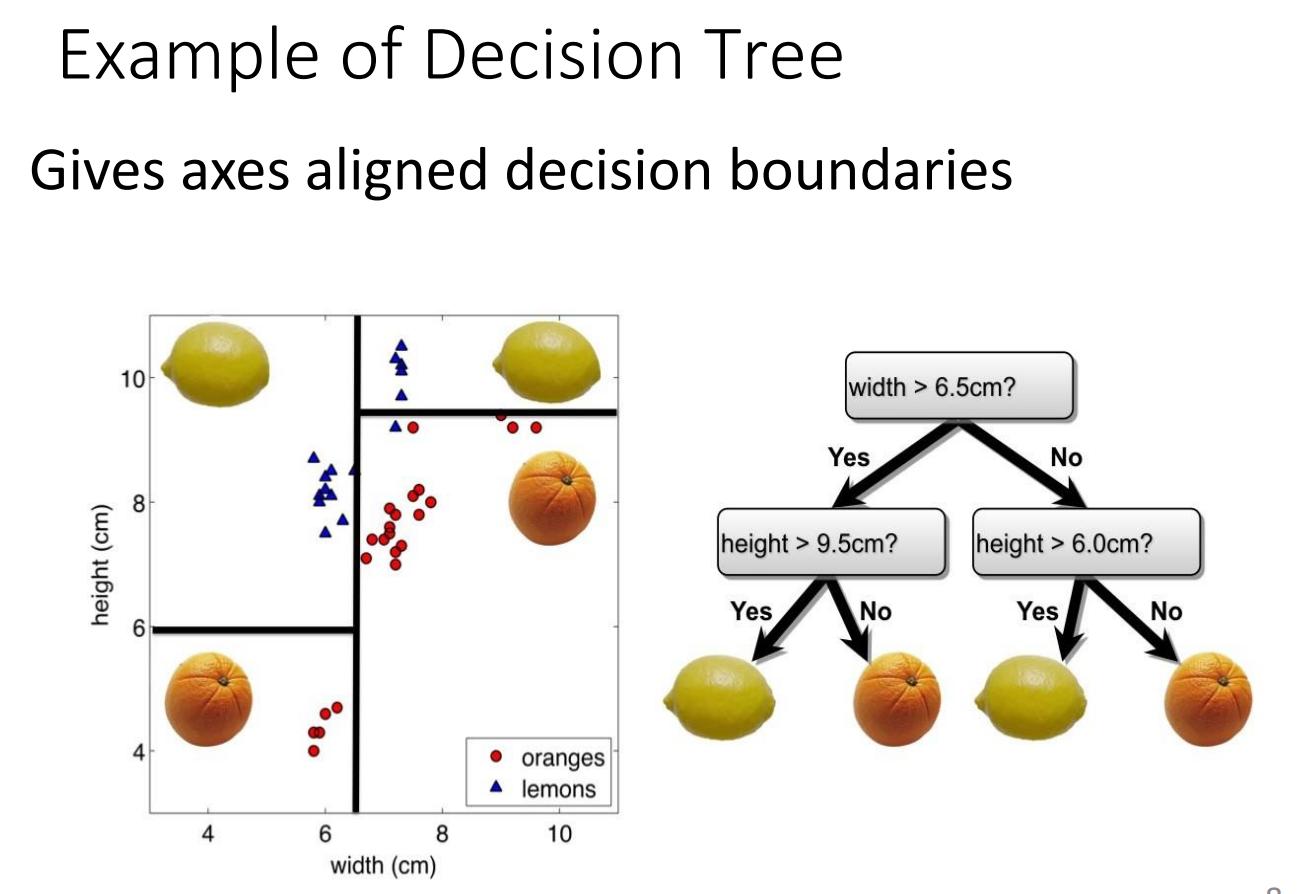 Example of Decision Tree
Gives axes aligned decision boundaries
10
8
6
4
height (cm)
4 6 8 10
width (cm)
oranges
lemons
width > 6.5cm?
Yes No
height > 9.5cm? height > 6.0cm?
Yes No Yes No